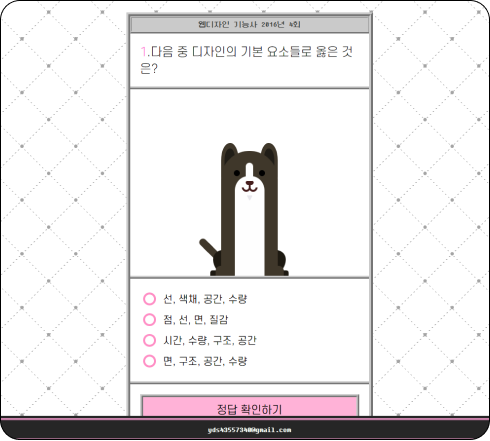 웹디자인 기능사 2016년 4회
1.다음 중 디자인의 기본 요소들로 옳은 것
은?
선, 색채, 공간, 수량
점, 선, 면, 질감
시간, 수량, 구조, 공간
면, 구조, 공간, 수량
정답 확인하기